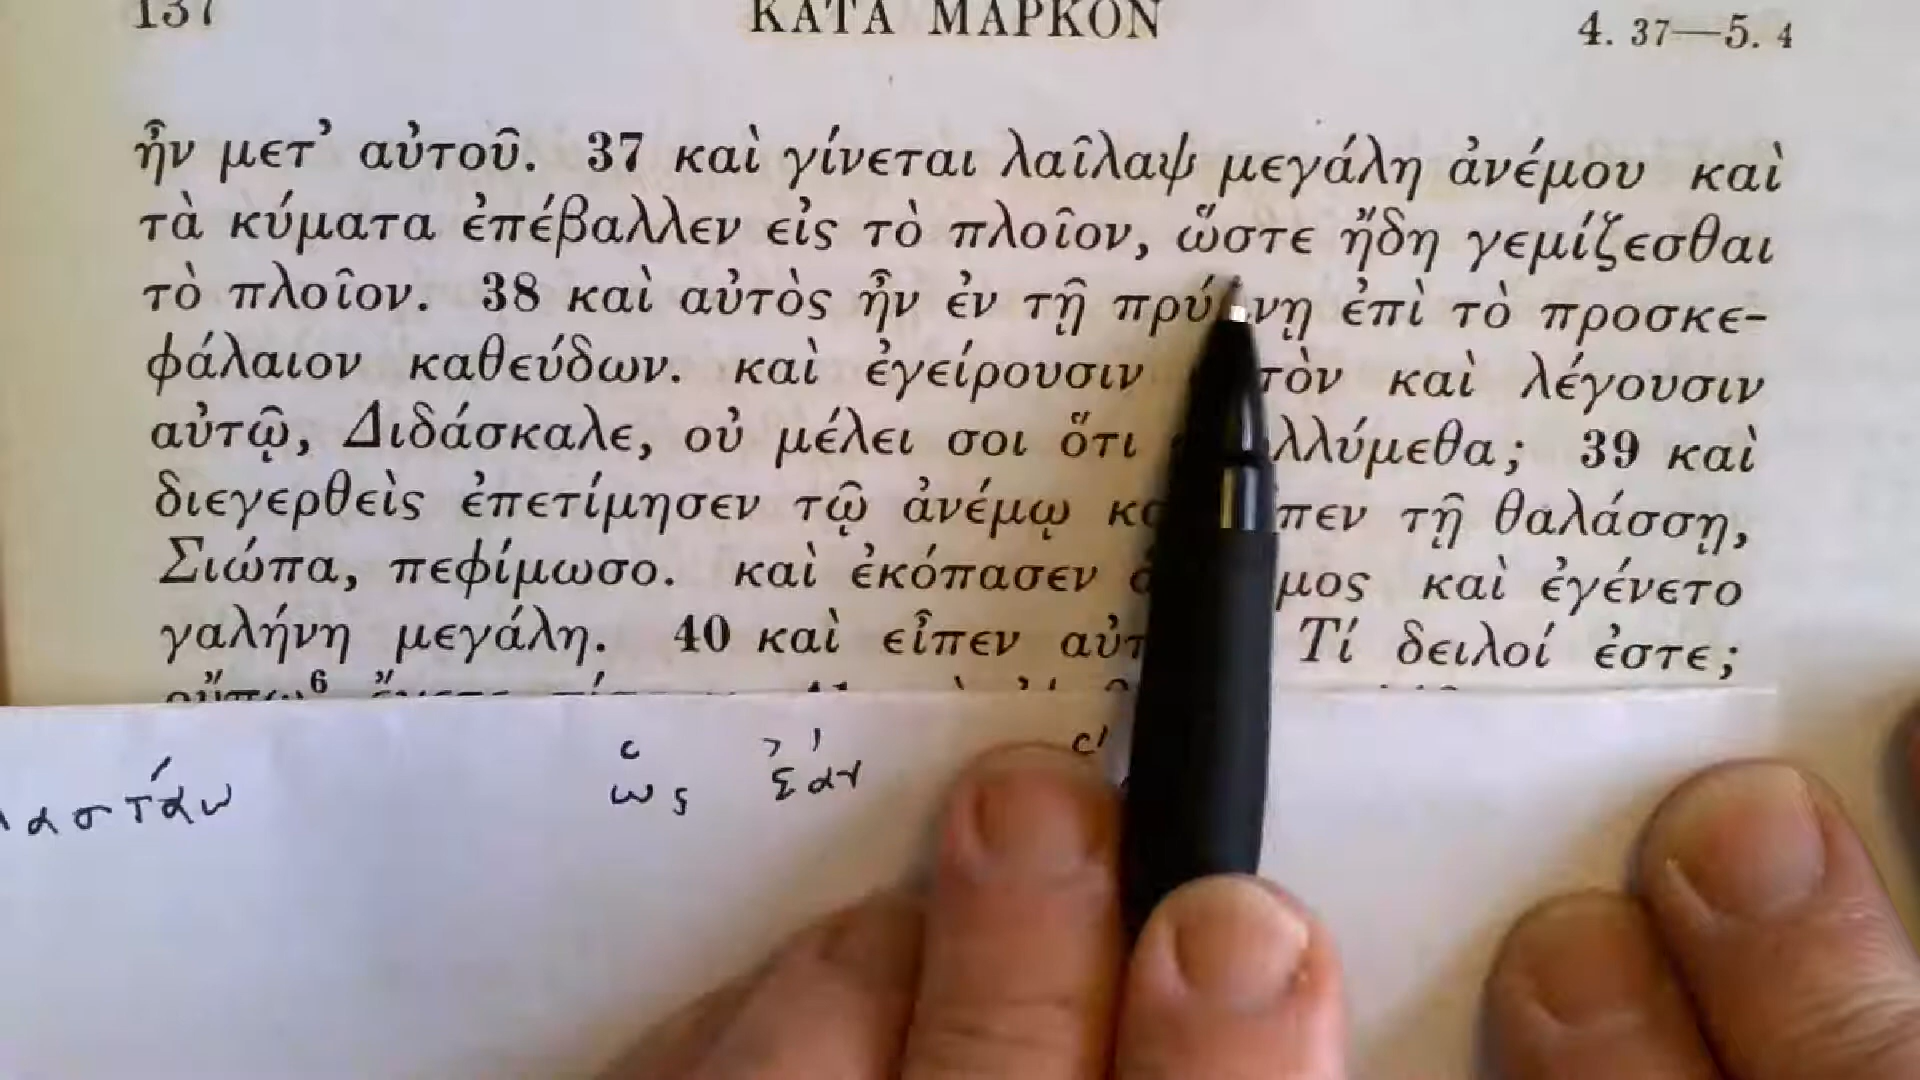 137 ΚΑΤΑ ΜΑΡΚΟΝ 4. 37—5. 4
ἦν μετ᾽ αὐτοῦ. 37 καὶ γίνεται λαῖλαψ μεγάλη ἀνέμου καὶ
τὰ κύματα ἐπέβαλλεν εἰς τὸ πλοῖον, ὥστε ἤδη γεμίζεσθαι
τὸ πλοῖον. 38 καὶ αὐτὸς ἦν ἐν τῇ πρύμνῃ ἐπὶ τὸ προσκε-
φάλαιον καθεύδων. καὶ ἐγείρουσιν τὸν καὶ λέγουσιν
αὐτῷ, Διδάσκαλε, οὐ μέλει σοι ὅτι λλύμεθα; 39 καὶ
διεγερθεὶς ἐπετίμησεν τῷ ἀνέμῳ κα πεν τῇ θαλάσσῃ,
Σιώπα, πεφίμωσο. καὶ ἐκόπασεν μος καὶ ἐγένετο
γαλήνη μεγάλη. 40 καὶ εἶπεν αὐτ Τί δειλοί ἐστε;
αστάω ὡς ἐάν